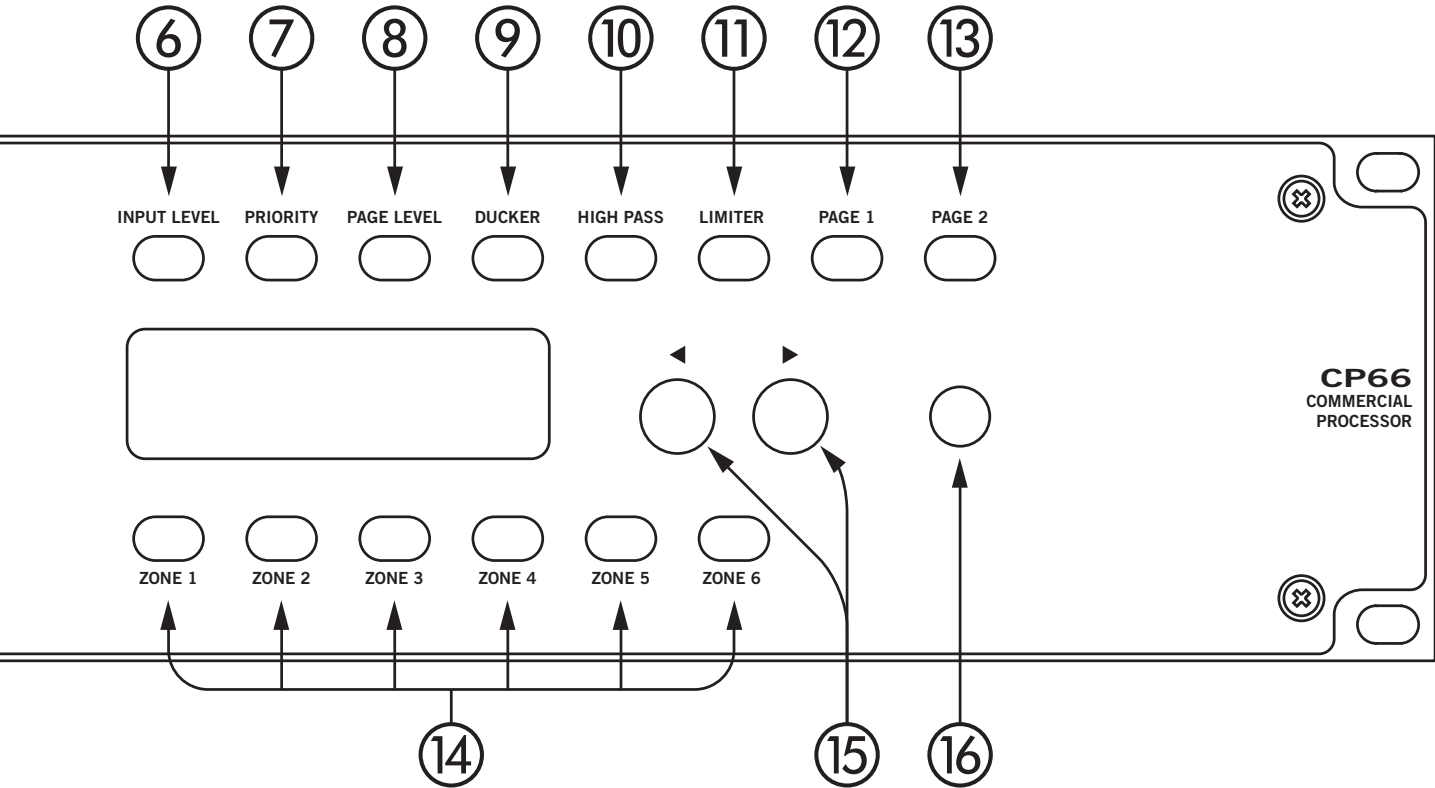 6 7 8 9 10 11 12 13
INPUT LEVEL PRIORITY PAGE LEVEL DUCKER HIGH PASS LIMITER PAGE 1 PAGE 2
◀ ▶
CP66
COMMERCIAL
PROCESSOR
ZONE 1 ZONE 2 ZONE 3 ZONE 4 ZONE 5 ZONE 6
14 15 16